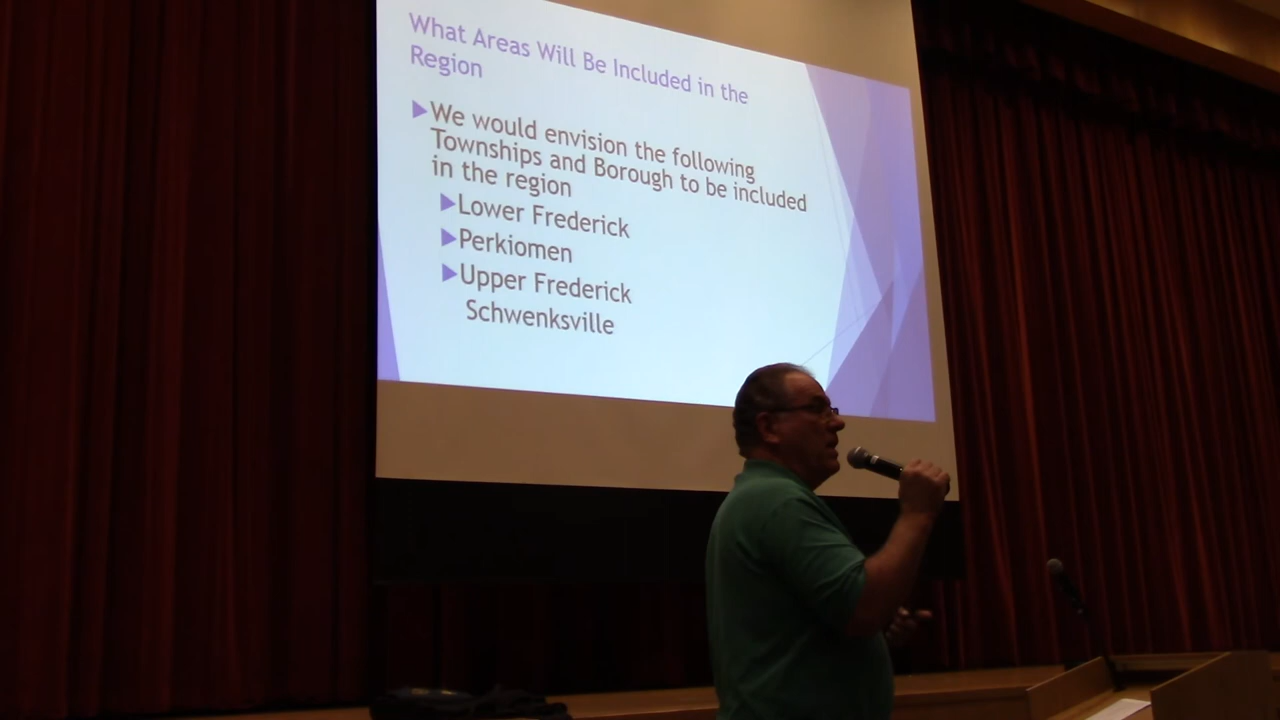 What Areas Will Be Included in the
Region
We would envision the following
Townships and Borough to be included
in the region
Lower Frederick
Perkiomen
Upper Frederick
Schwenksville